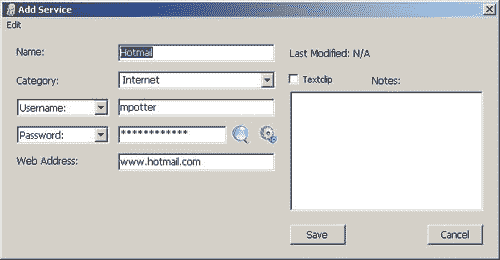 Add Service
Edit
Name: Hotmail
Last Modified: N/A
Category: Internet
Textclip Notes:
Username: mpotter
Password: ************
Web Address: www.hotmail.com
Save Cancel